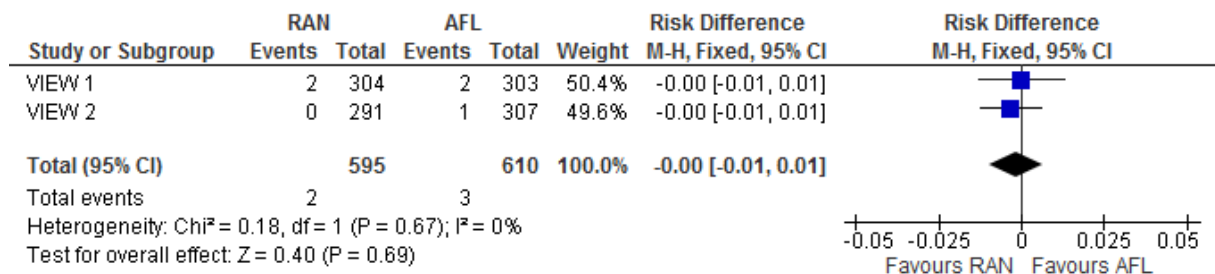 RAN AFL Risk Difference Risk Difference
Study or Subgroup Events Total Events Total Weight M-H, Fixed, 95% CI M-H, Fixed, 95% CI
VIEW 1 2 304 2 303 50.4% -0.00 [-0.01, 0.01]
VIEW 2 0 291 1 307 49.6% -0.00 [-0.01, 0.01]
Total (95% CI) 595 610 100.0% -0.00 [-0.01, 0.01]
Total events 2 3
Heterogeneity: Chi² = 0.18, df = 1 (P = 0.67); I² = 0%
Test for overall effect: Z = 0.40 (P = 0.69)
-0.05 -0.025 0 0.025 0.05
Favours RAN Favours AFL